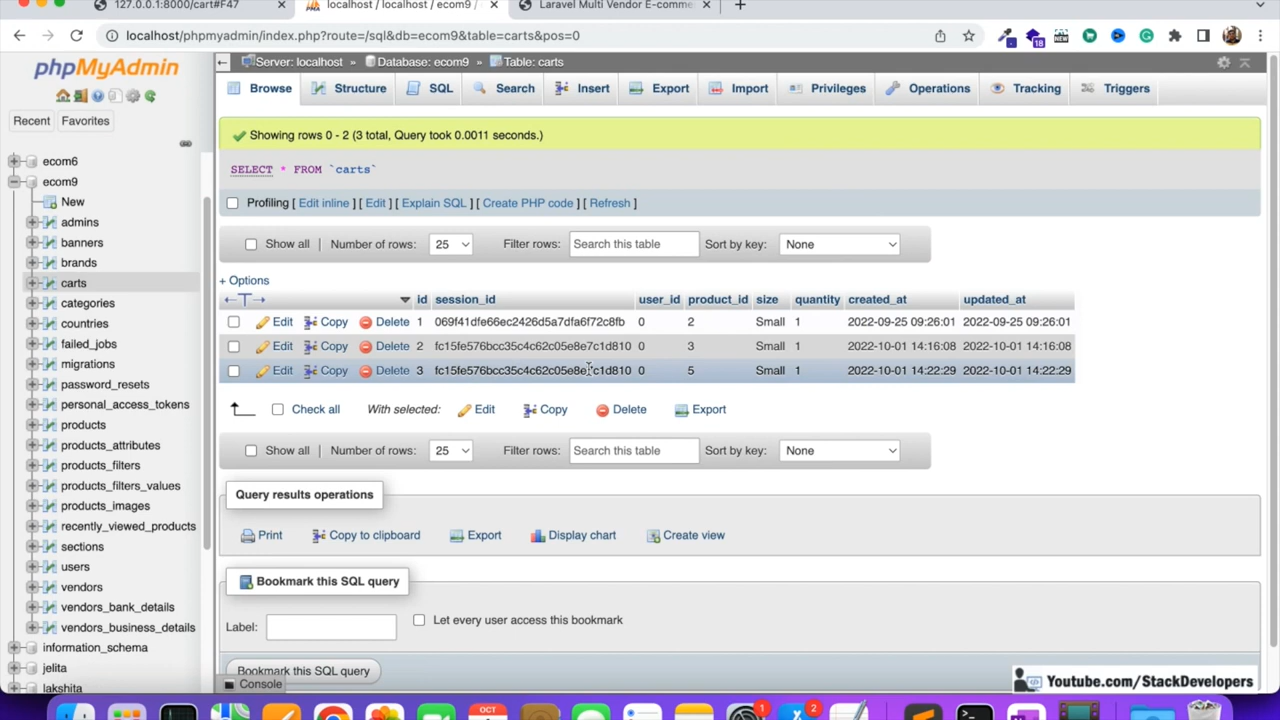 127.0.0.1:8000/cart#F47
localhost / localhost / ecom9 /
Laravel Multi Vendor E-comme
localhost/phpmyadmin/index.php?route=/sql&db=ecom9&table=carts&pos=0
18
NEW
phpMyAdmin
Recent
Favorites
ecom6
ecom9
New
admins
banners
brands
carts
categories
countries
failed_jobs
migrations
password_resets
personal_access_tokens
products
products_attributes
products_filters
products_filters_values
products_images
recently_viewed_products
sections
users
vendors
vendors_bank_details
vendors_business_details
information_schema
jelita
lakshita
Server: localhost » Database: ecom9 » Table: carts
Browse Structure SQL Search Insert Export Import Privileges Operations Tracking Triggers
Showing rows 0 - 2 (3 total, Query took 0.0011 seconds.)
SELECT * FROM `carts`
Profiling [ Edit inline ] [ Edit ] [ Explain SQL ] [ Create PHP code ] [ Refresh ]
Show all | Number of rows: 25 Filter rows: Search this table Sort by key: None
+ Options
←T→ id session_id user_id product_id size quantity created_at updated_at
Edit Copy Delete 1 069f41dfe66ec2426d5a7dfa6f72c8fb 0 2 Small 1 2022-09-25 09:26:01 2022-09-25 09:26:01
Edit Copy Delete 2 fc15fe576bcc35c4c62c05e8e7c1d810 0 3 Small 1 2022-10-01 14:16:08 2022-10-01 14:16:08
Edit Copy Delete 3 fc15fe576bcc35c4c62c05e8e7c1d810 0 5 Small 1 2022-10-01 14:22:29 2022-10-01 14:22:29
Check all With selected: Edit Copy Delete Export
Show all | Number of rows: 25 Filter rows: Search this table Sort by key: None
Query results operations
Print Copy to clipboard Export Display chart Create view
Bookmark this SQL query
Label: Let every user access this bookmark
Bookmark this SQL query
Console
Youtube.com/StackDevelopers
OCT
1
2